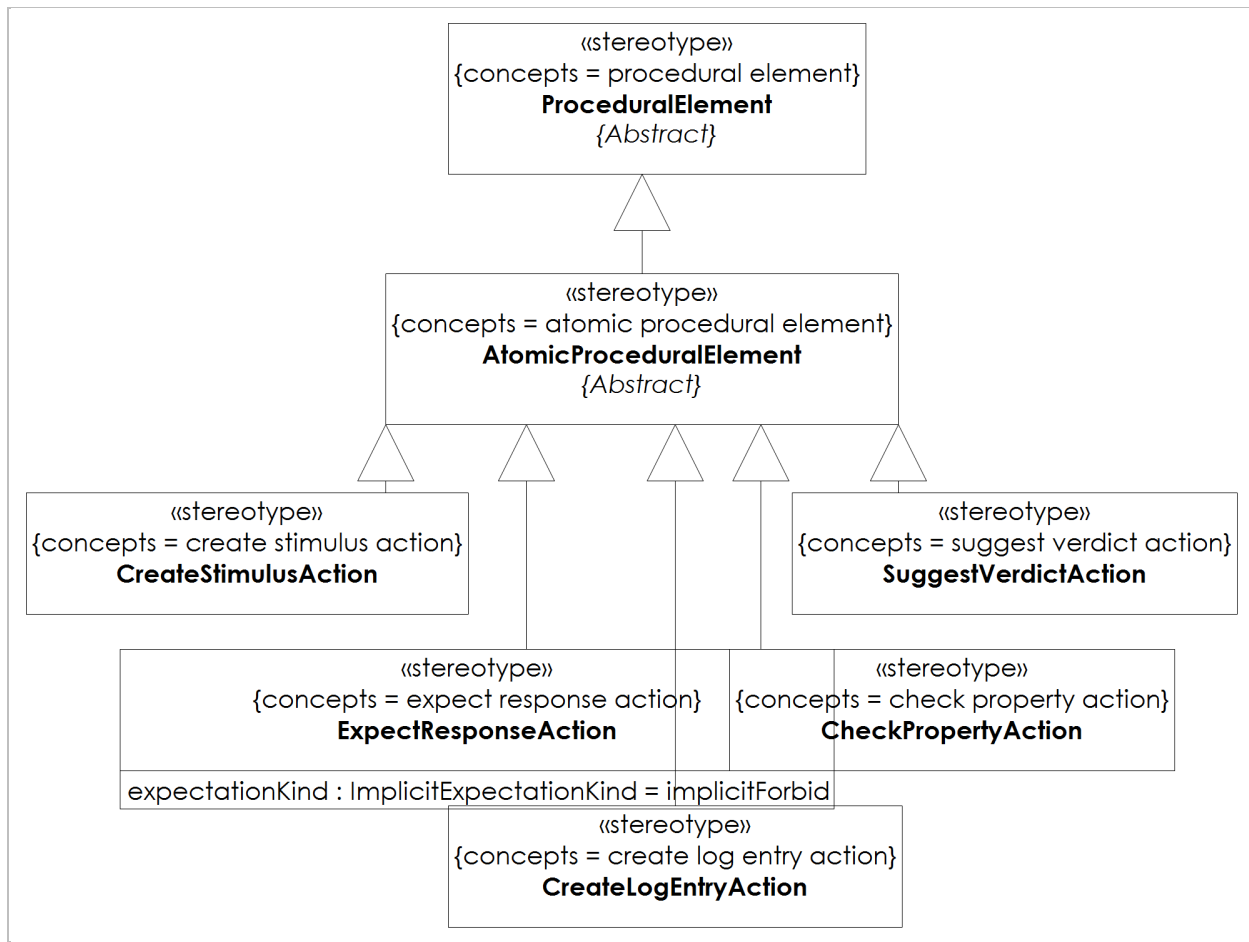 «stereotype»
{concepts = procedural element}
ProceduralElement
{Abstract}
«stereotype»
{concepts = atomic procedural element}
AtomicProceduralElement
{Abstract}
«stereotype»
{concepts = create stimulus action}
CreateStimulusAction
«stereotype»
{concepts = suggest verdict action}
SuggestVerdictAction
«stereotype»
{concepts = expect response action}
ExpectResponseAction
expectationKind : ImplicitExpectationKind = implicitForbid
«stereotype»
{concepts = check property action}
CheckPropertyAction
«stereotype»
{concepts = create log entry action}
CreateLogEntryAction